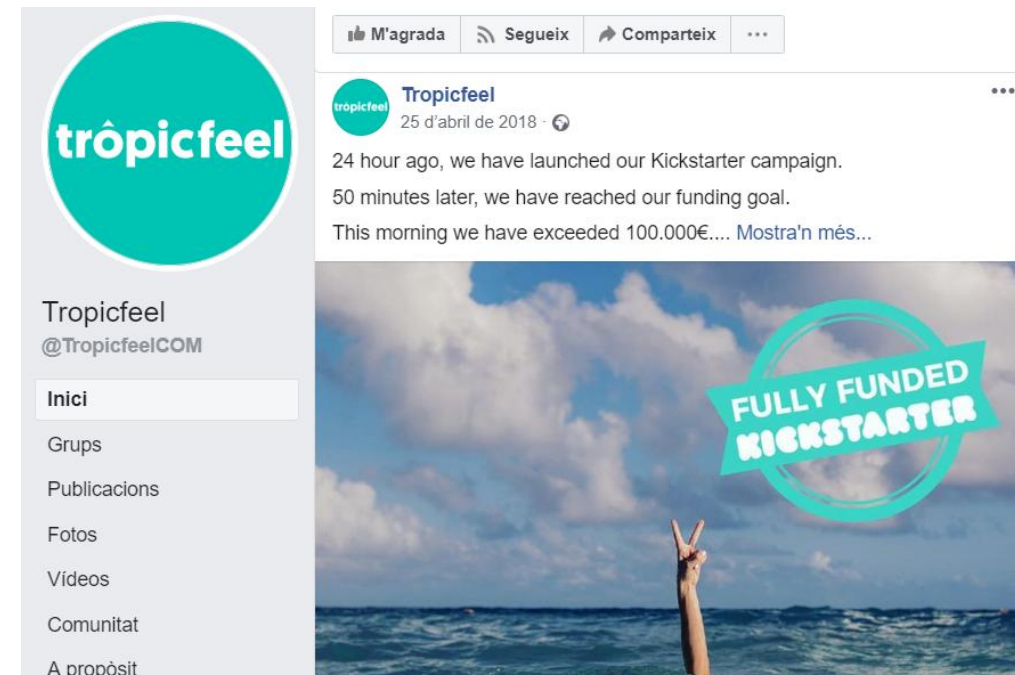 trôpicfeel
Tropicfeel
@TropicfeelCOM
Inici
Grups
Publicacions
Fotos
Vídeos
Comunitat
A propòsit
M'agrada
Segueix
Comparteix
trôpicfeel
Tropicfeel
25 d'abril de 2018 ·
24 hour ago, we have launched our Kickstarter campaign.
50 minutes later, we have reached our funding goal.
This morning we have exceeded 100.000€.... Mostra'n més...
FULLY FUNDED
KICKSTARTER